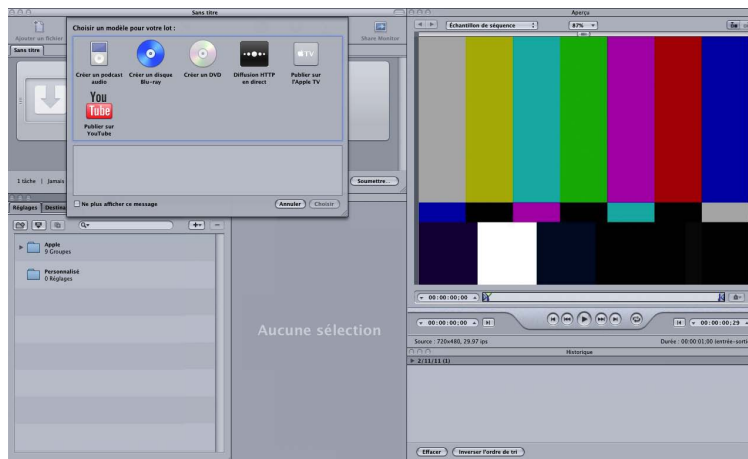 Sans titre
Ajouter un fichier
Share Monitor
Sans titre
Choisir un modèle pour votre lot :
Créer un podcast audio
Créer un disque Blu-ray
Créer un DVD
Diffusion HTTP en direct
tv
Publier sur l'Apple TV
You
Tube
Publier sur YouTube
1 tâche | Jamais
Soumettre...
Ne plus afficher ce message
Annuler
Choisir
Réglages
Destina
Apple
9 Groupes
Personnalisé
0 Réglages
Aucune sélection
Aperçu
Échantillon de séquence
87%
00:00:00;00
00:00:00;00
00:00:00;29
Source : 720x480, 29.97 ips
Durée : 00:00:01;00 (entrée-sorti
Historique
2/11/11 (1)
Effacer
Inverser l'ordre de tri